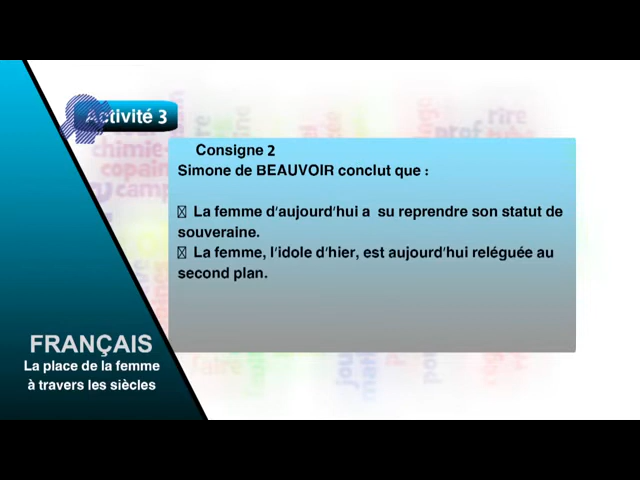 Activité 3
Consigne 2
Simone de BEAUVOIR conclut que :
La femme d'aujourd'hui a su reprendre son statut de
souveraine.
La femme, l'idole d'hier, est aujourd'hui reléguée au
second plan.
FRANÇAIS
La place de la femme
à travers les siècles